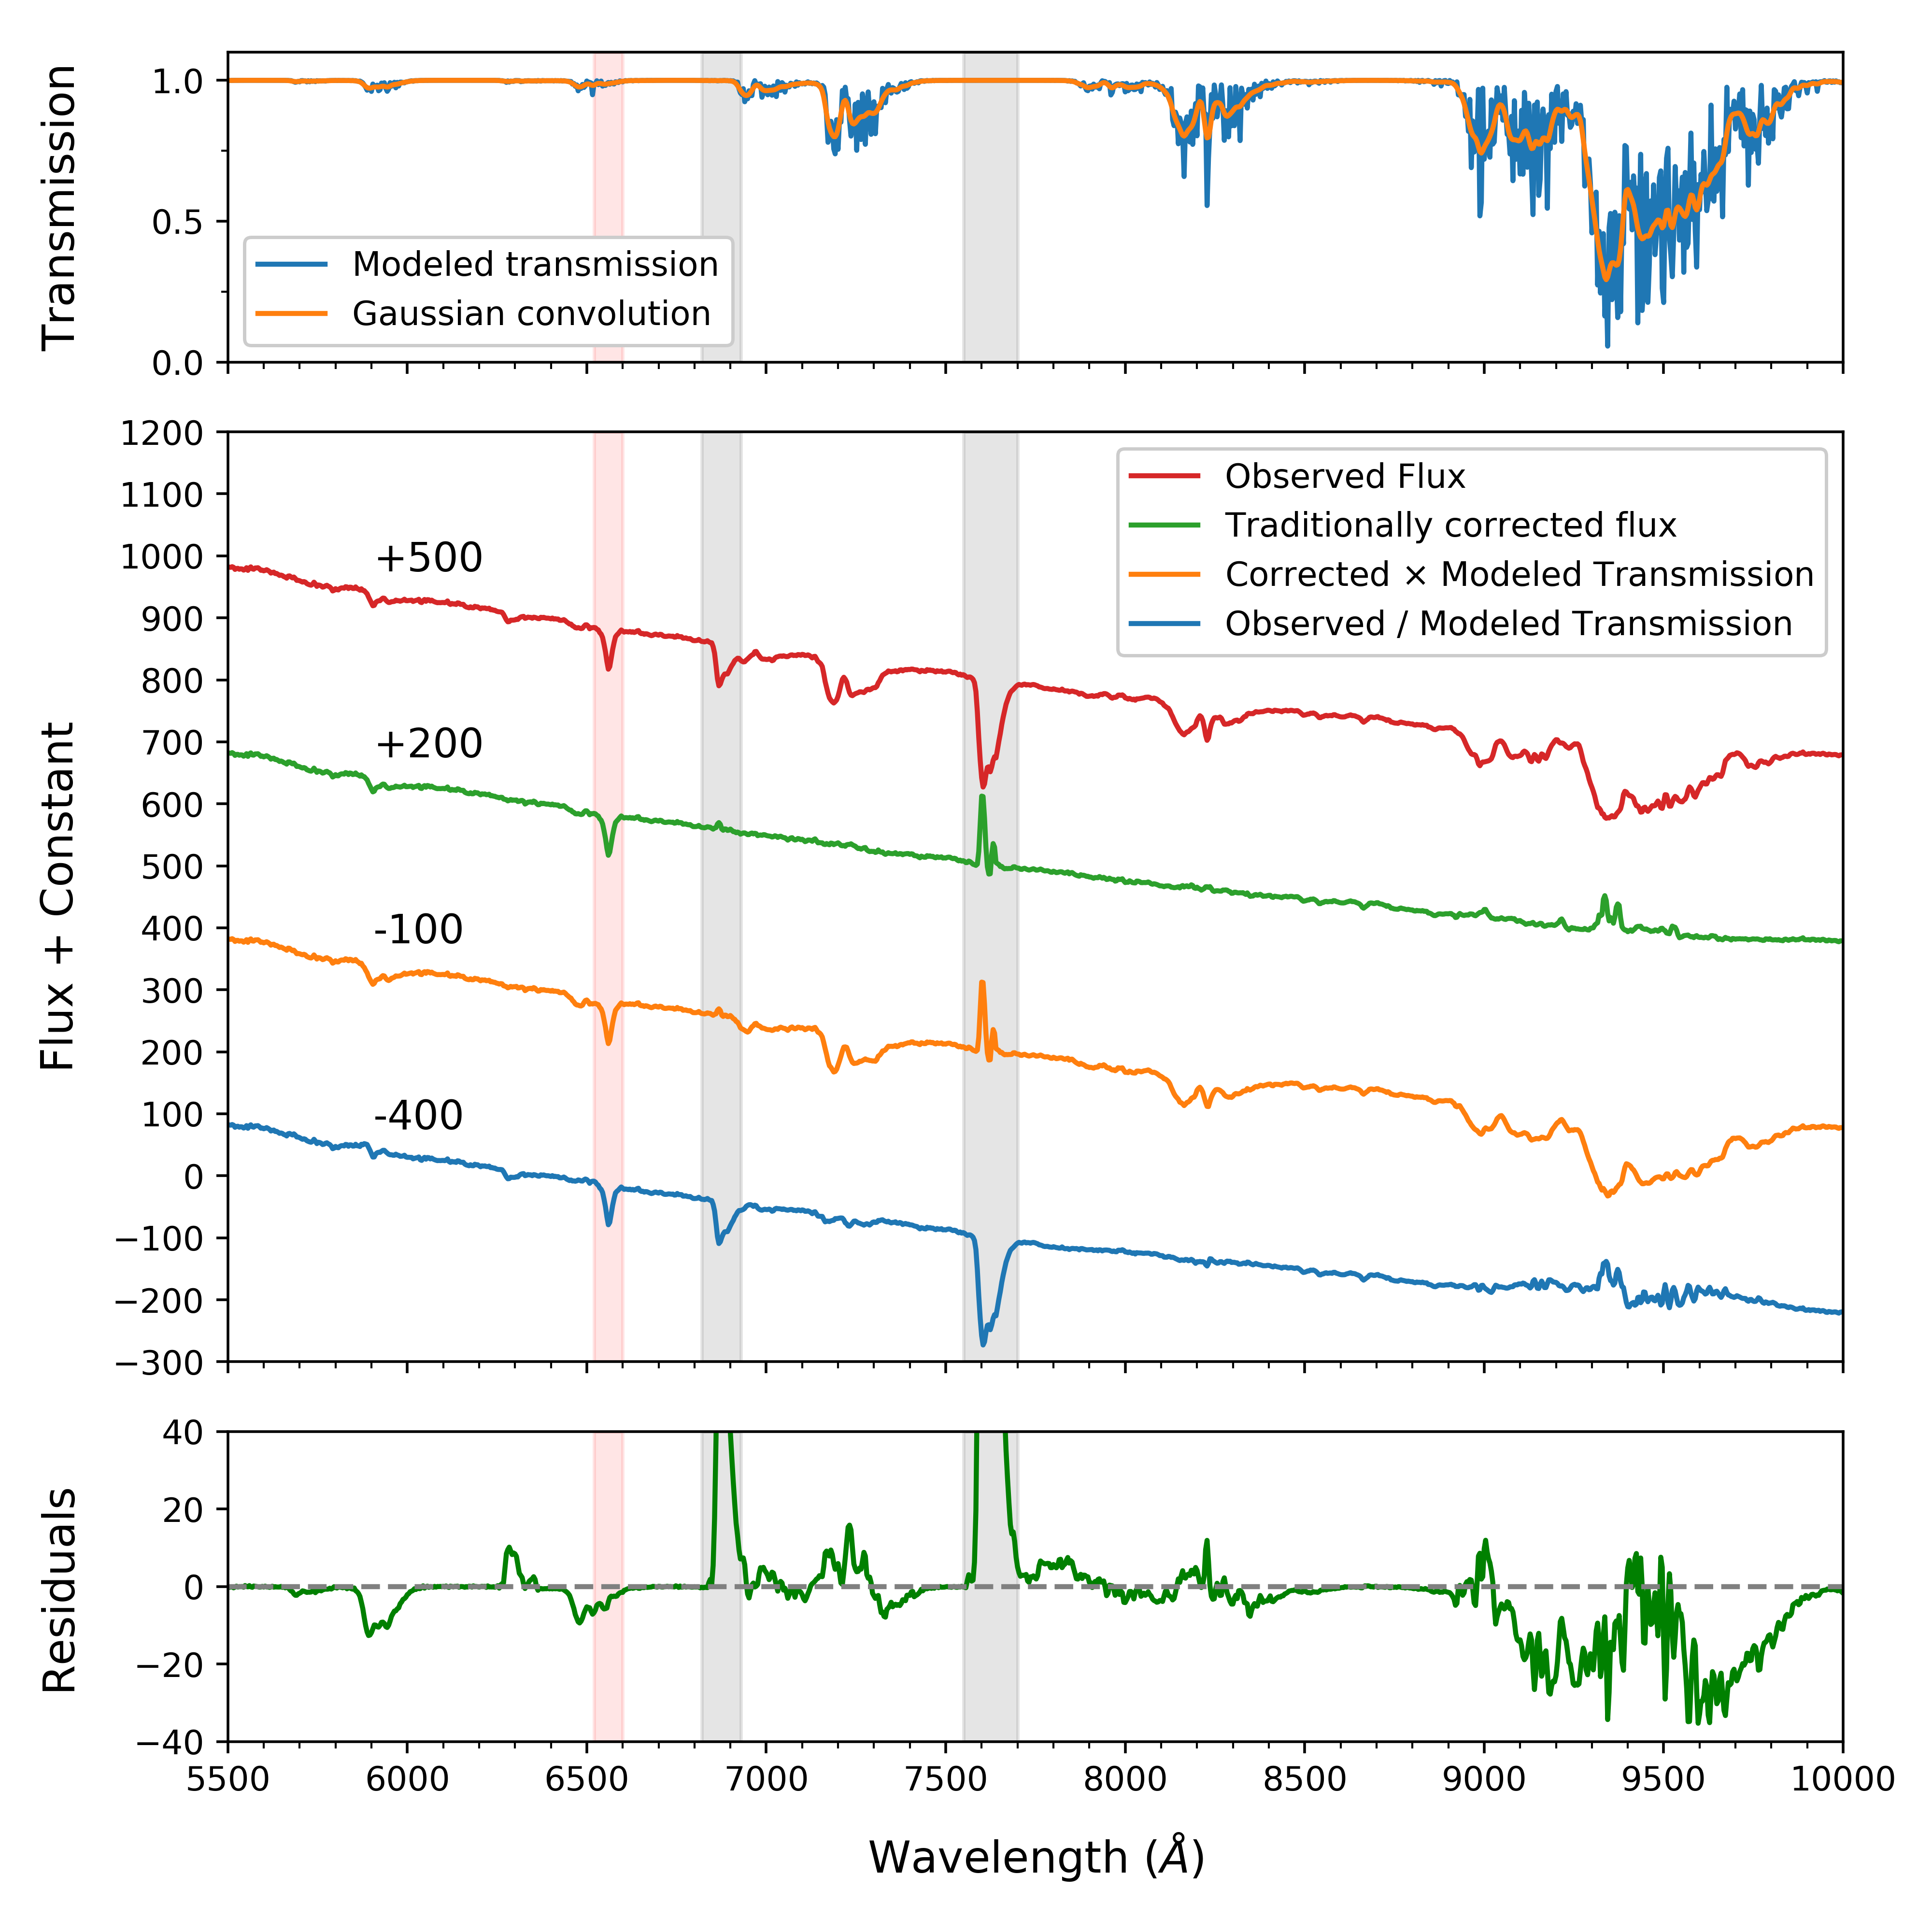 Transmission
1.0
0.5
0.0
Modeled transmission
Gaussian convolution
Flux + Constant
1200
1100
1000
900
800
700
600
500
400
300
200
100
0
−100
−200
−300
+500
+200
-100
-400
Observed Flux
Traditionally corrected flux
Corrected × Modeled Transmission
Observed / Modeled Transmission
Residuals
40
20
0
−20
−40
5500 6000 6500 7000 7500 8000 8500 9000 9500 10000
Wavelength (Å)